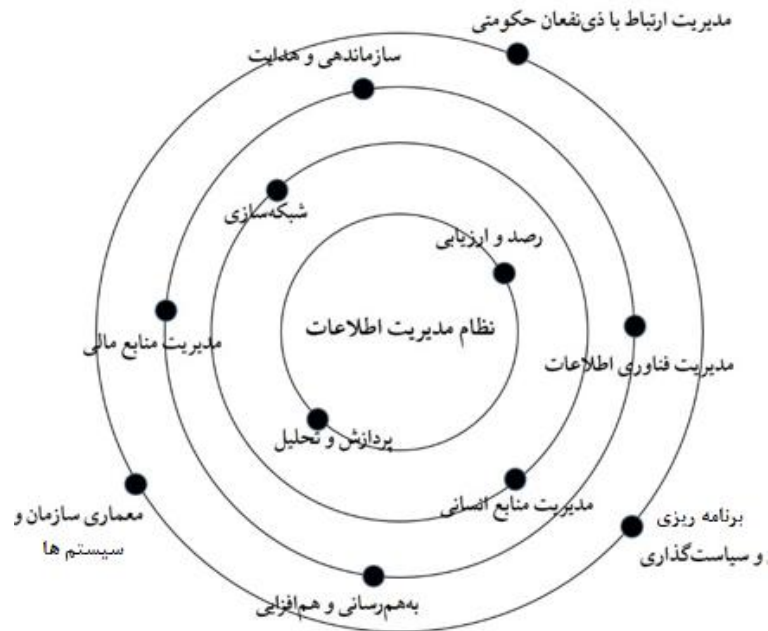 مدیریت ارتباط با ذی‌نفعان حکومتی
سازماندهی و هدایت
شبکه‌سازی
رصد و ارزیابی
نظام مدیریت اطلاعات
مدیریت منابع مالی
مدیریت فناوری اطلاعات
پردازش و تحلیل
مدیریت منابع انسانی
معماری سازمان و
سیستم ها
برنامه ریزی
و سیاست‌گذاری
به‌هم‌رسانی و هم‌افزایی